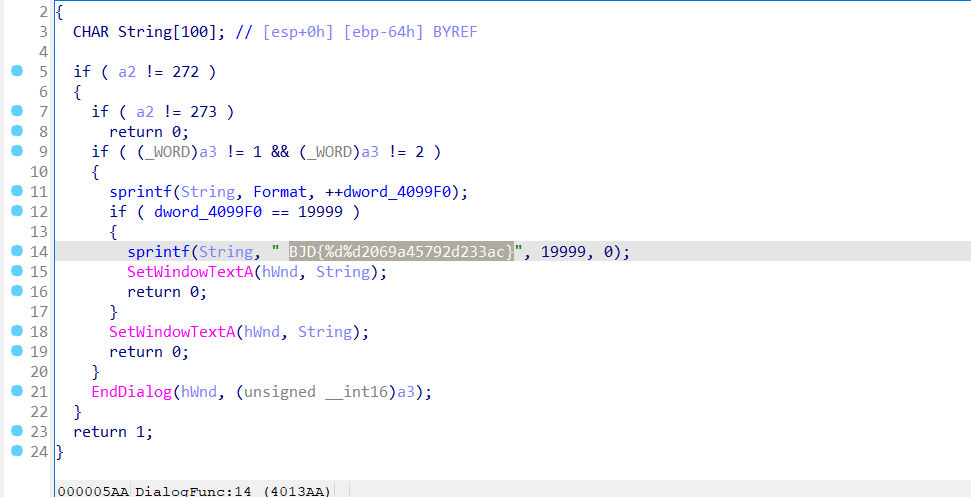 2 {
3 CHAR String[100]; // [esp+0h] [ebp-64h] BYREF
4
5 if ( a2 != 272 )
6 {
7 if ( a2 != 273 )
8 return 0;
9 if ( (_WORD)a3 != 1 && (_WORD)a3 != 2 )
10 {
11 sprintf(String, Format, ++dword_4099F0);
12 if ( dword_4099F0 == 19999 )
13 {
14 sprintf(String, " BJD{%d%d2069a45792d233ac}", 19999, 0);
15 SetWindowTextA(hWnd, String);
16 return 0;
17 }
18 SetWindowTextA(hWnd, String);
19 return 0;
20 }
21 EndDialog(hWnd, (unsigned __int16)a3);
22 }
23 return 1;
24 }
000005AA DialogFunc:14 (4013AA)